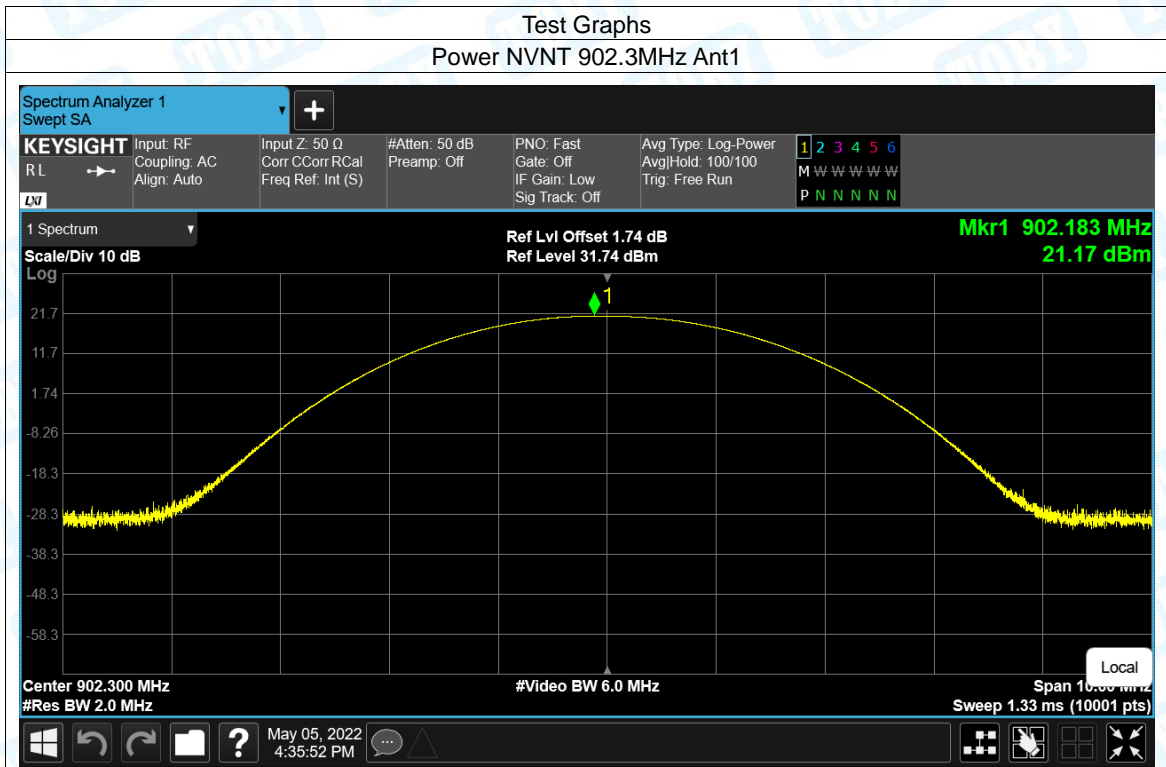 Test Graphs
Power NVNT 902.3MHz Ant1
Spectrum Analyzer 1
Swept SA
+
KEYSIGHT Input: RF Input Z: 50 Ω #Atten: 50 dB PNO: Fast Avg Type: Log-Power 1 2 3 4 5 6
R L Coupling: AC Corr CCorr RCal Preamp: Off Gate: Off Avg|Hold: 100/100 M W W W W W
Align: Auto Freq Ref: Int (S) IF Gain: Low Trig: Free Run P N N N N N
LXI Sig Track: Off
1 Spectrum Ref Lvl Offset 1.74 dB Mkr1 902.183 MHz
Scale/Div 10 dB Ref Level 31.74 dBm 21.17 dBm
Log
1
21.7
11.7
1.74
-8.26
-18.3
-28.3
-38.3
-48.3
-58.3
Local
Center 902.300 MHz #Video BW 6.0 MHz Span 10.00 MHz
#Res BW 2.0 MHz Sweep 1.33 ms (10001 pts)
? May 05, 2022
4:35:52 PM
TOBY